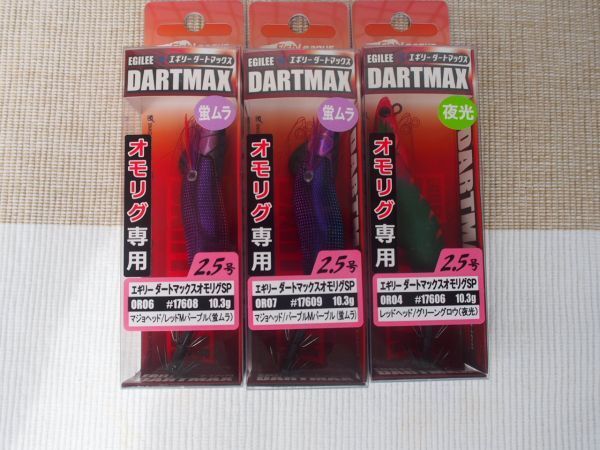 EGILEE エギリー ダートマックス
DARTMAX
蛍ムラ
オモリグ専用
2.5号
エギリー ダートマックスオモリグSP
OR06 #17608 10.3g
マジョヘッド/レッドMパープル(蛍ムラ)
DARTMAX
EGILEE エギリー ダートマックス
DARTMAX
蛍ムラ
オモリグ専用
2.5号
エギリー ダートマックスオモリグSP
OR07 #17609 10.3g
マジョヘッド/パープルMパープル(蛍ムラ)
DARTMAX
EGILEE エギリー ダートマックス
DARTMAX
夜光
DARTMAX
オモリグ専用
2.5号
エギリー ダートマックスオモリグSP
OR04 #17606 10.3g
レッドヘッド/グリーングロウ(夜光)
DARTMAX